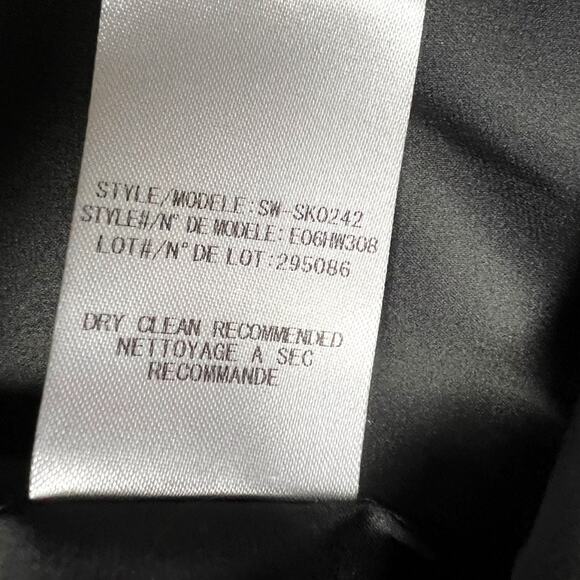 STYLE/MODELE:SW-SK0242
STYLE#/N° DE MODELE: E06HW308
LOT#/N° DE LOT:295086
DRY CLEAN RECOMMENDED
NETTOYAGE A SEC
RECOMMANDE